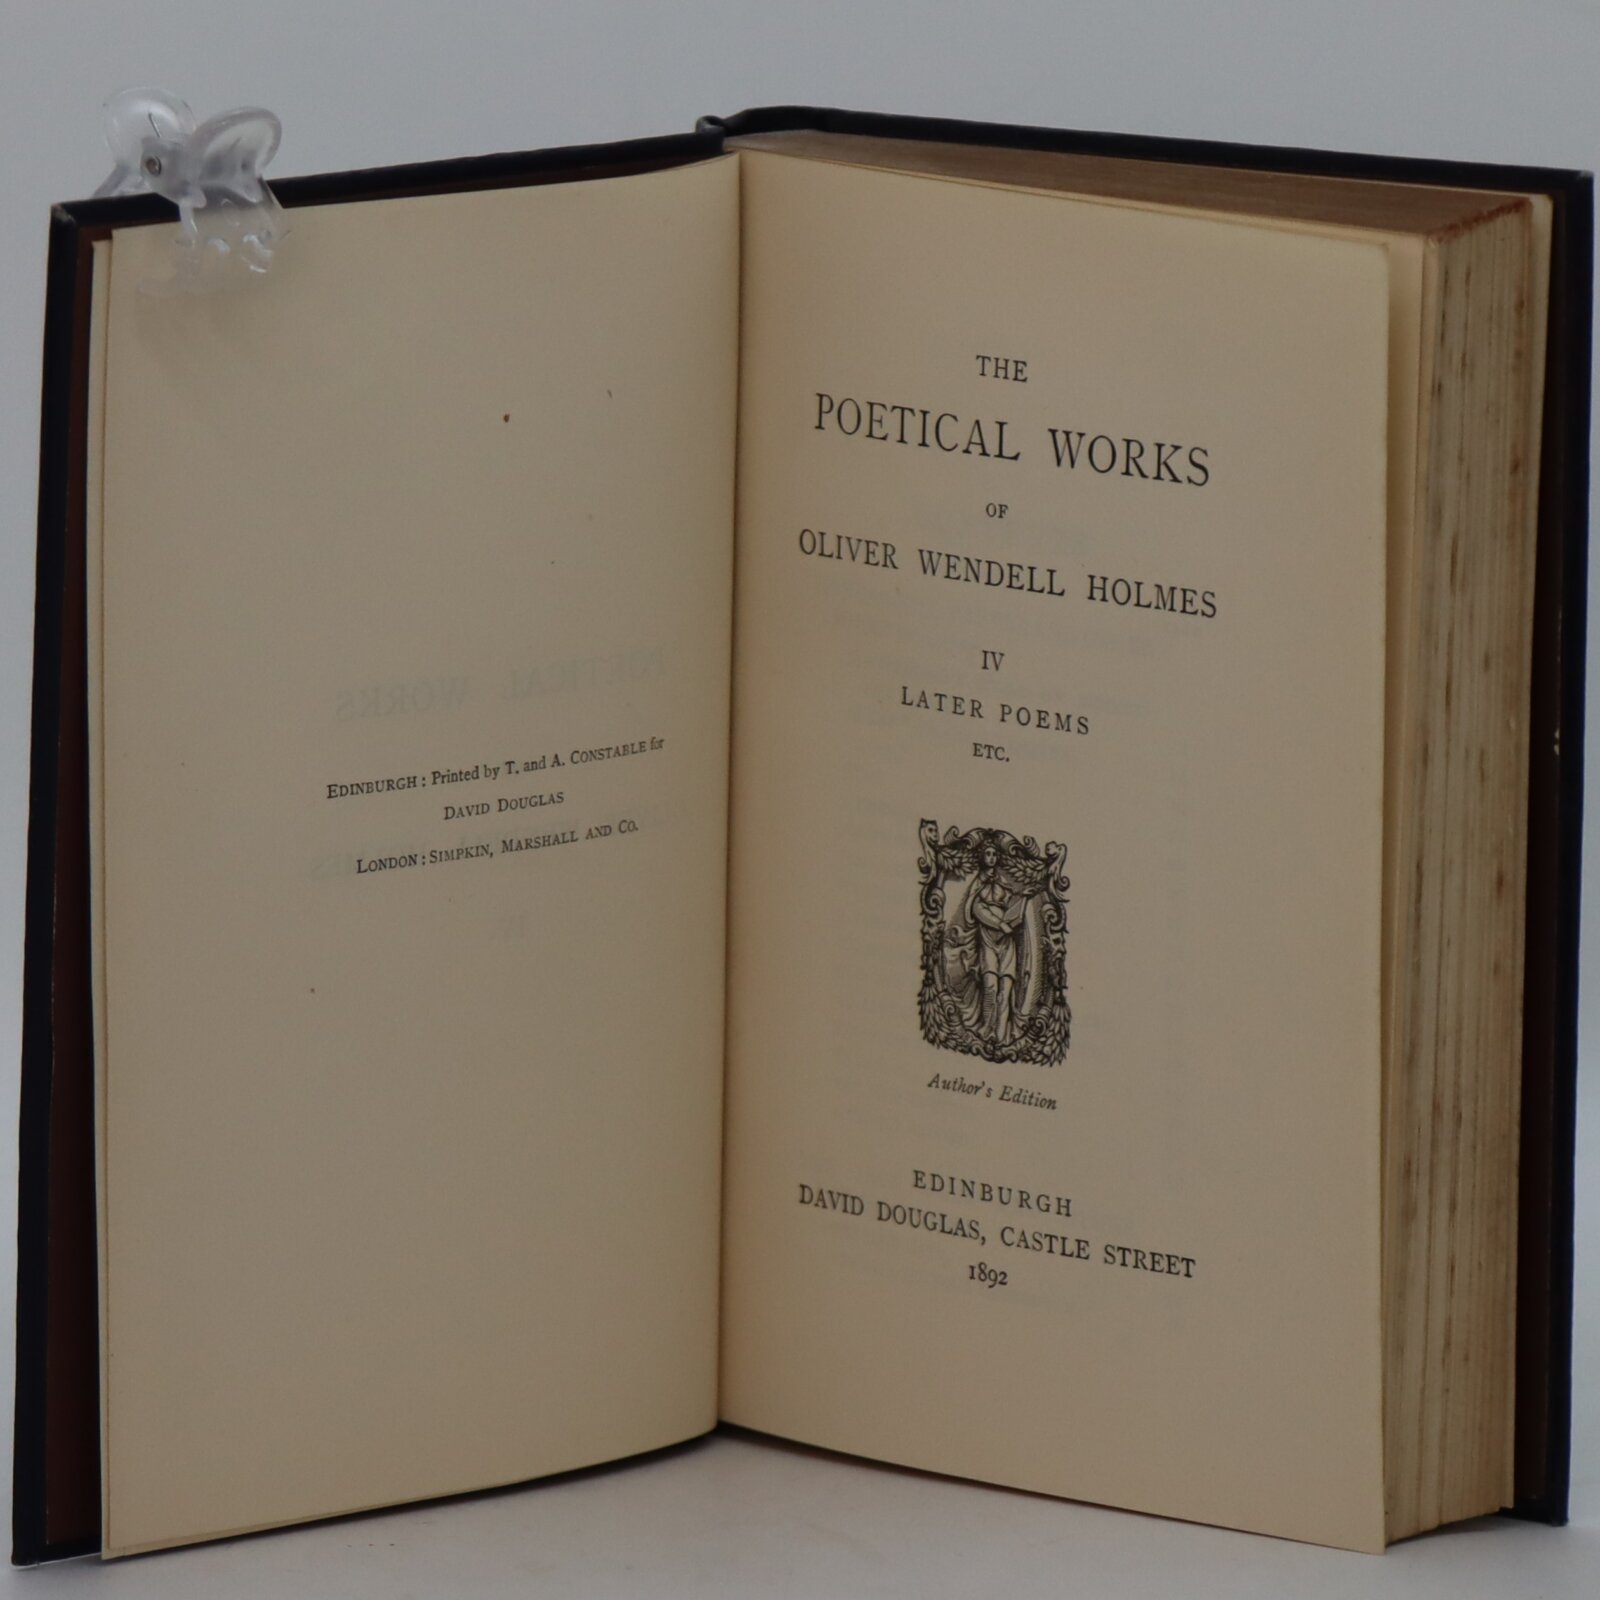 EDINBURGH: Printed by T. and A. CONSTABLE for
DAVID DOUGLAS
LONDON: SIMPKIN, MARSHALL AND CO.
THE
POETICAL WORKS
OF
OLIVER WENDELL HOLMES
IV
LATER POEMS
ETC.
Author's Edition
EDINBURGH
DAVID DOUGLAS, CASTLE STREET
1892